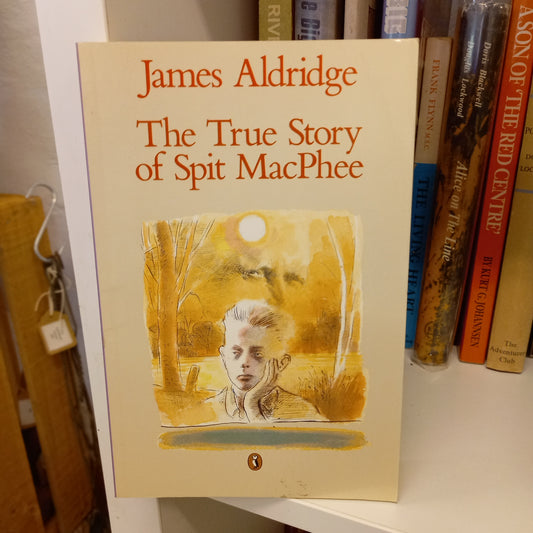 James Aldridge
The True Story
of Spit MacPhee
FRANK FLYNN M.S.C.
THE LIVING HEART
Doris Blackwell
Douglas Lockwood
Alice on The Line
A SON OF 'THE RED CENTRE'
BY KURT G. JOHANNSEN
The
Adventurers
Club